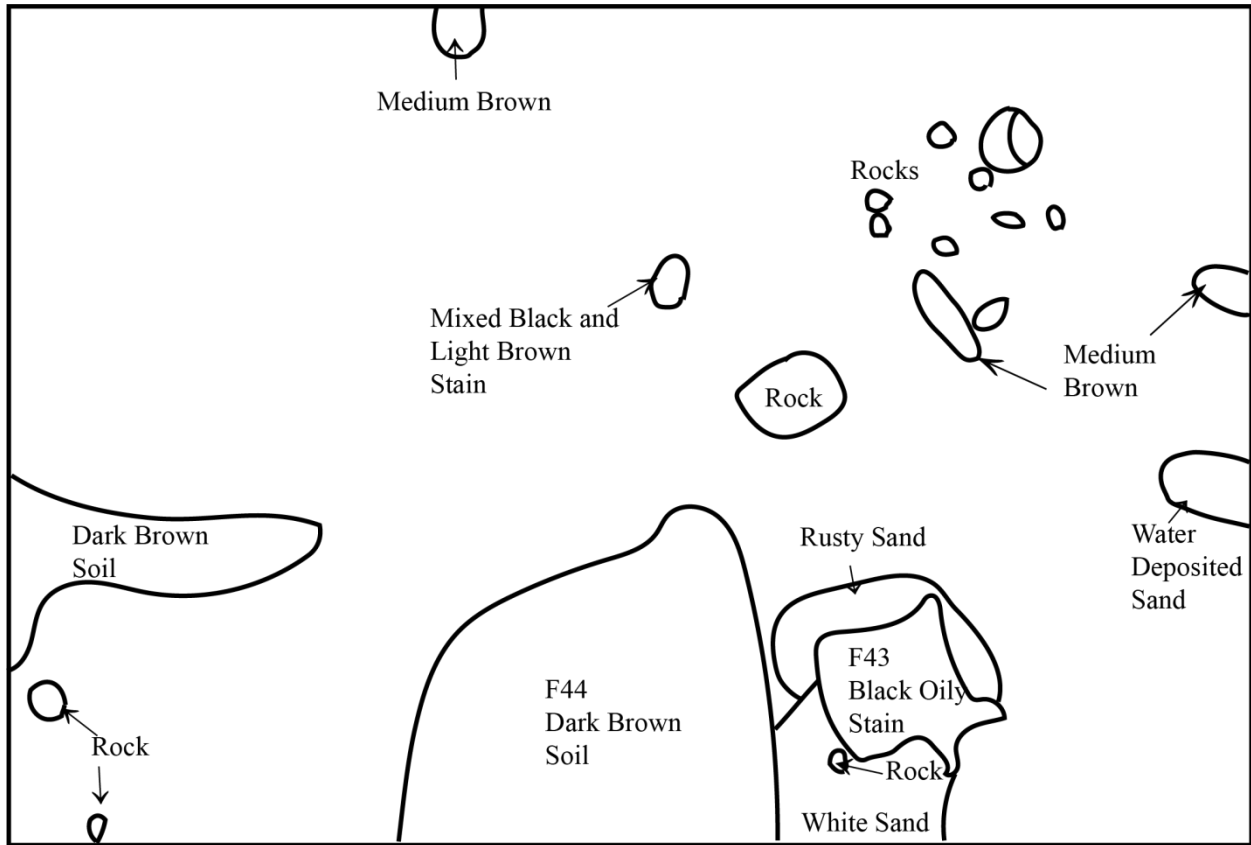 Medium Brown
Rocks
Mixed Black and
Light Brown
Stain
Medium
Brown
Rock
Dark Brown
Soil
Rusty Sand
Water
Deposited
Sand
F43
Black Oily
Stain
F44
Dark Brown
Soil
Rock
Rock
White Sand